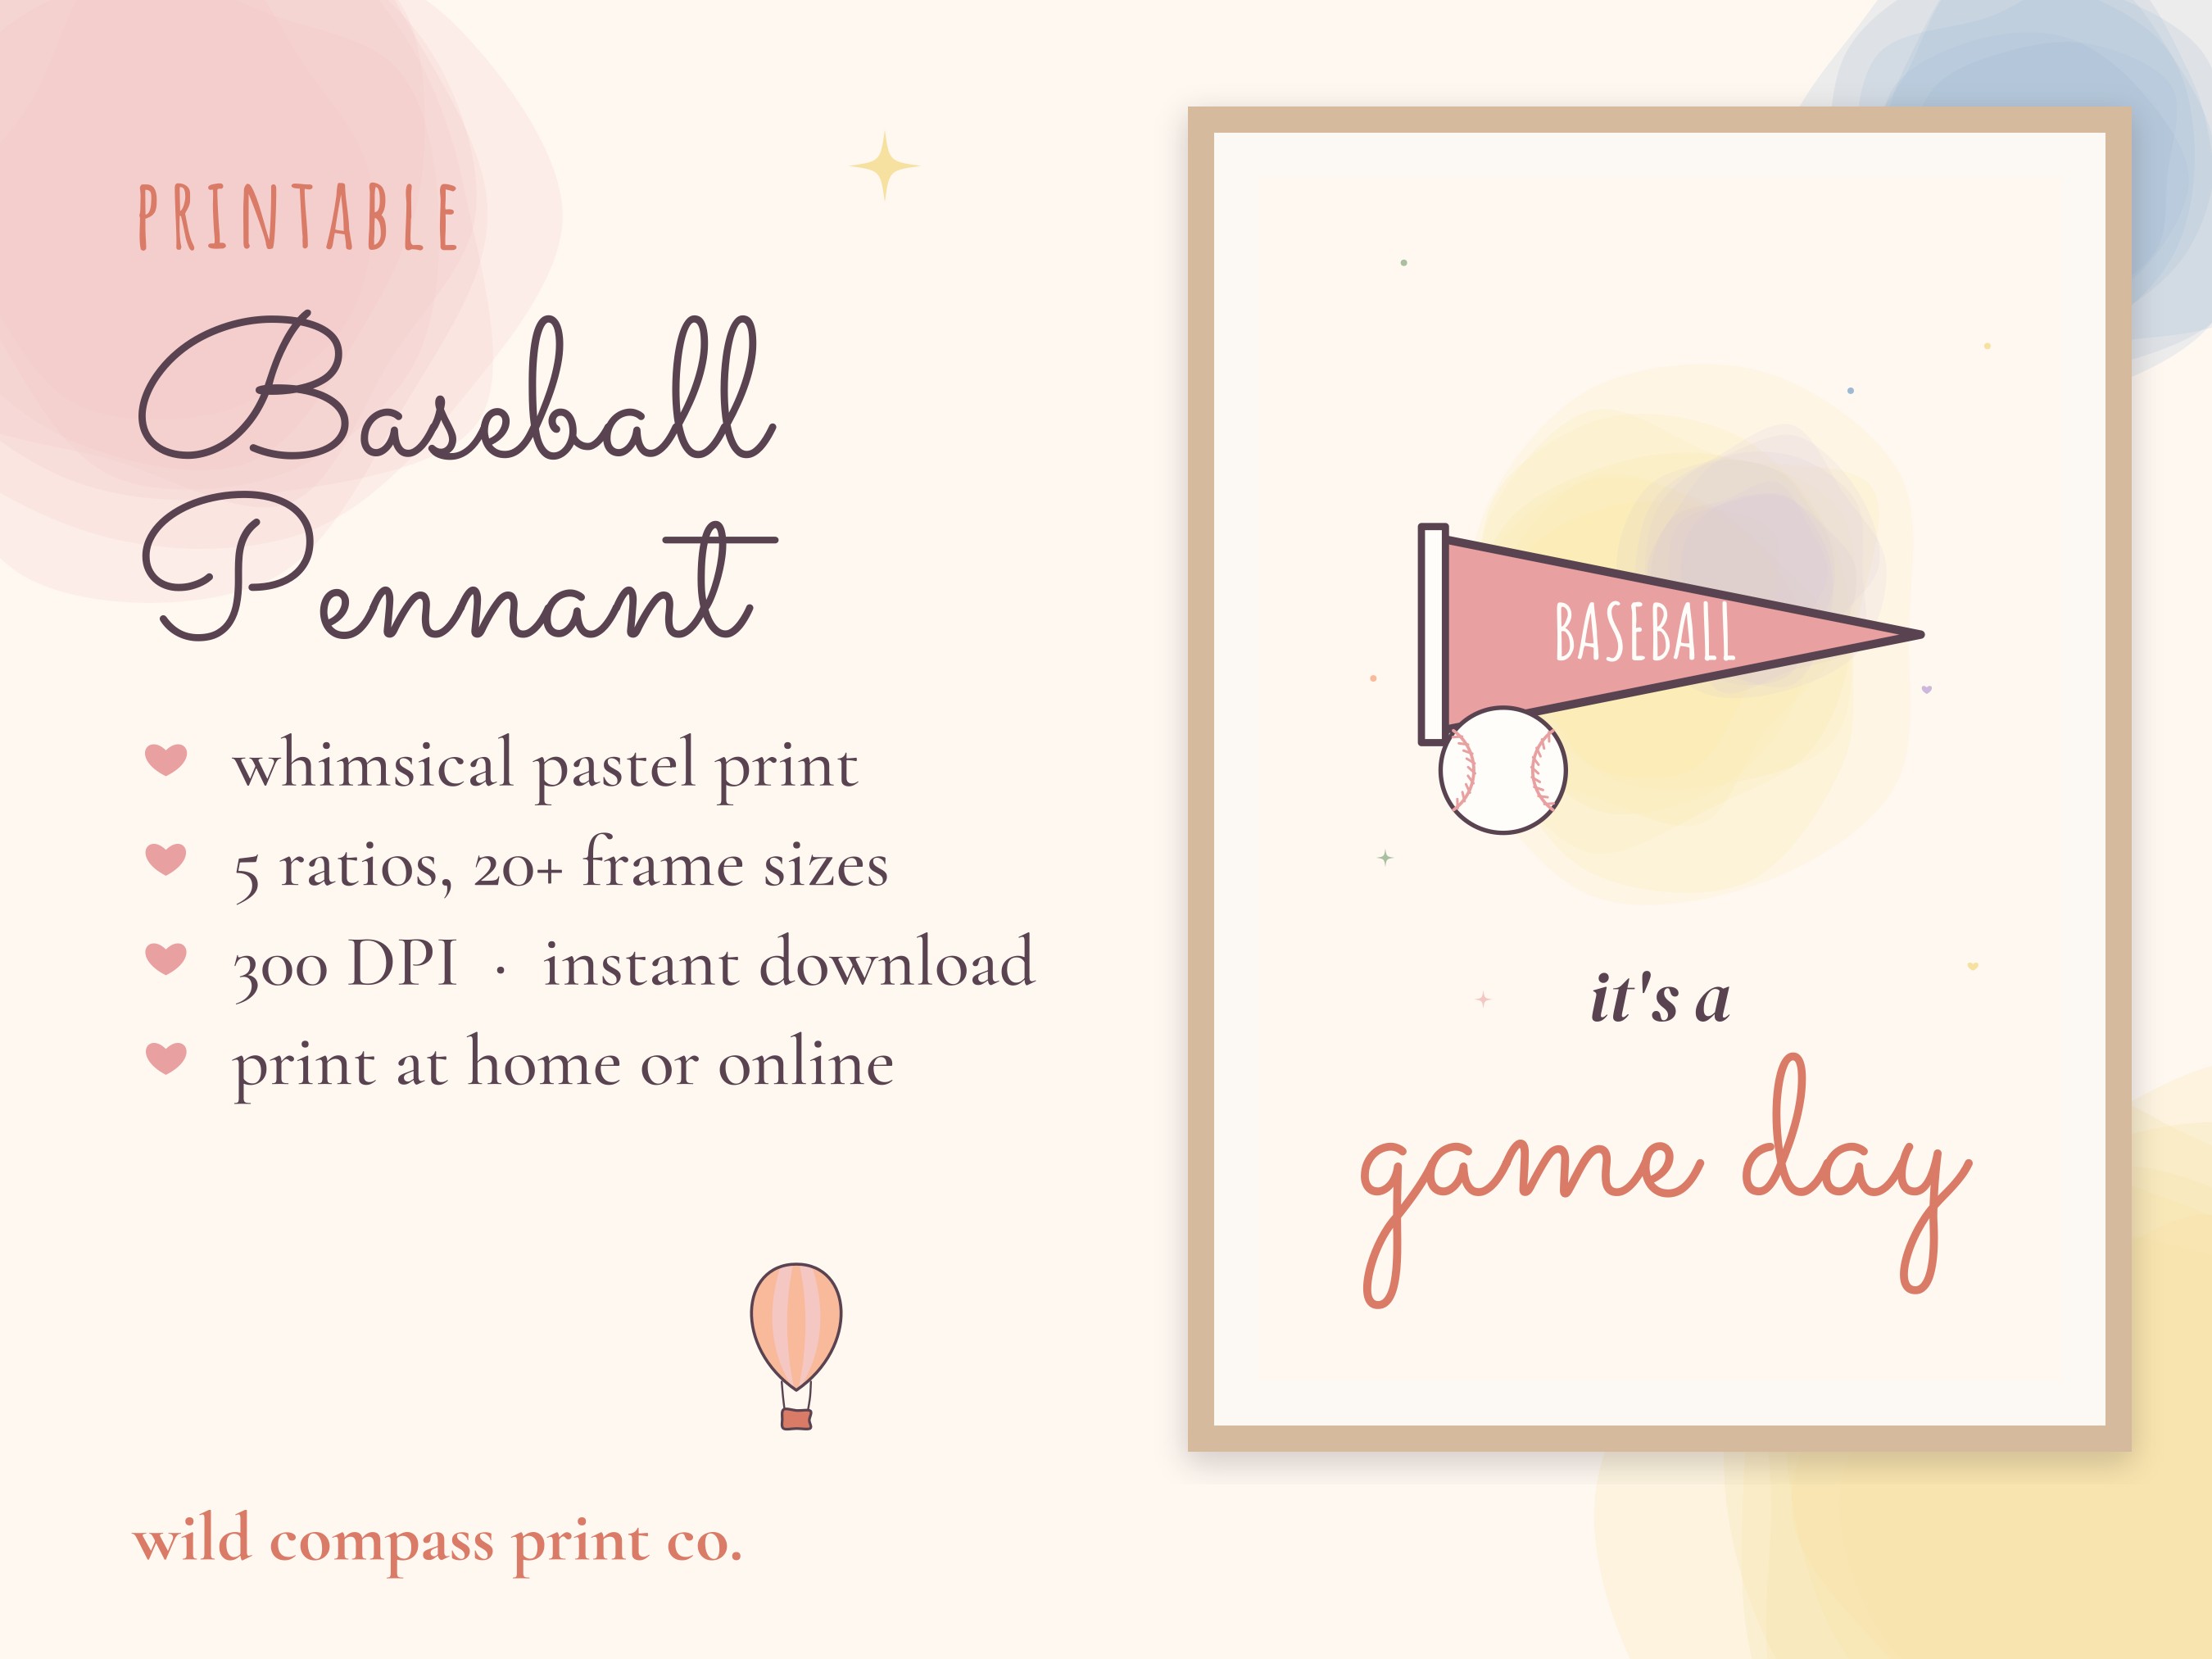 PRINTABLE
Baseball
Pennant
whimsical pastel print
5 ratios, 20+ frame sizes
300 DPI · instant download
print at home or online
wild compass print co.
BASEBALL
it's a
game day